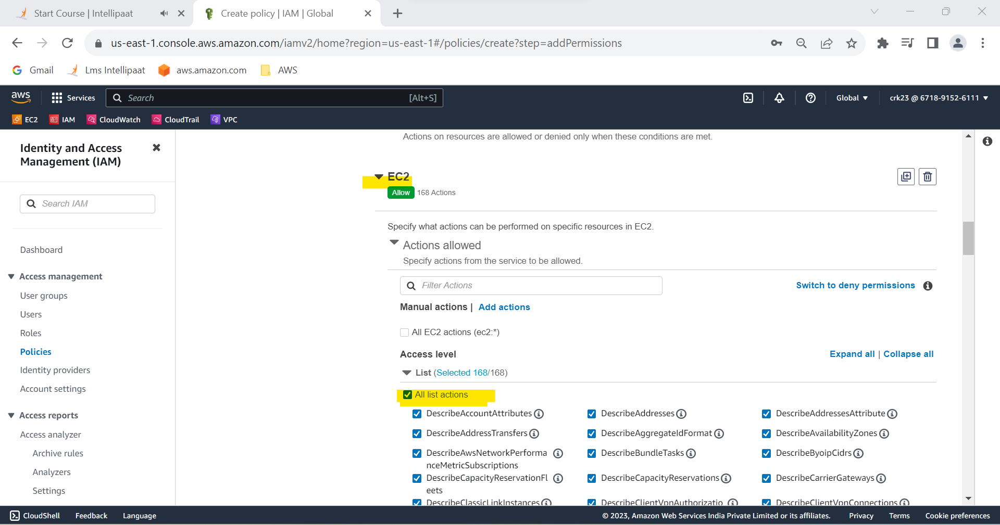 Start Course | Intellipaat
Create policy | IAM | Global
us-east-1.console.aws.amazon.com/iamv2/home?region=us-east-1#/policies/create?step=addPermissions
Gmail
Lms Intellipaat
aws.amazon.com
AWS
aws
Services
Search
[Alt+S]
Global
crk23 @ 6718-9152-6111
EC2
IAM
CloudWatch
CloudTrail
VPC
Identity and Access
Management (IAM)
Search IAM
Dashboard
Access management
User groups
Users
Roles
Policies
Identity providers
Account settings
Access reports
Access analyzer
Archive rules
Analyzers
Settings
Actions on resources are allowed or denied only when these conditions are met.
EC2
Allow 168 Actions
Specify what actions can be performed on specific resources in EC2.
Actions allowed
Specify actions from the service to be allowed.
Filter Actions
Switch to deny permissions
Manual actions | Add actions
All EC2 actions (ec2:*)
Access level
Expand all | Collapse all
List (Selected 168/168)
All list actions
DescribeAccountAttributes
DescribeAddresses
DescribeAddressesAttribute
DescribeAddressTransfers
DescribeAggregateIdFormat
DescribeAvailabilityZones
DescribeAwsNetworkPerforma
nceMetricSubscriptions
DescribeBundleTasks
DescribeByoipCidrs
DescribeCapacityReservationFl
eets
DescribeCapacityReservations
DescribeCarrierGateways
DescribeClassicLinkInstances
DescribeClientVpnAuthorizatio
DescribeClientVpnConnections
CloudShell
Feedback
Language
© 2023, Amazon Web Services India Private Limited or its affiliates.
Privacy
Terms
Cookie preferences